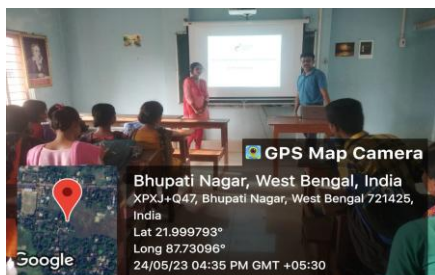 GPS Map Camera
Bhupati Nagar, West Bengal, India
XPXJ+Q47, Bhupati Nagar, West Bengal 721425,
India
Lat 21.999793°
Long 87.73096°
24/05/23 04:35 PM GMT +05:30
Google